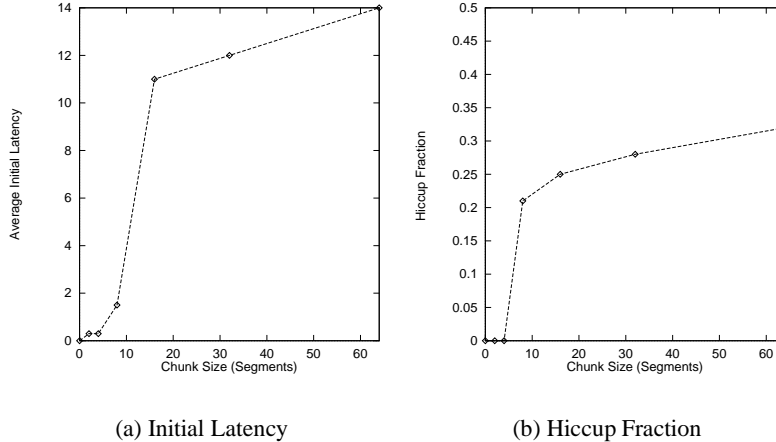 14
12
10
8
6
4
2
0
Average Initial Latency
0 10 20 30 40 50 60
Chunk Size (Segments)
(a) Initial Latency
0.5
0.45
0.4
0.35
0.3
0.25
0.2
0.15
0.1
0.05
0
Hiccup Fraction
0 10 20 30 40 50 60
Chunk Size (Segments)
(b) Hiccup Fraction